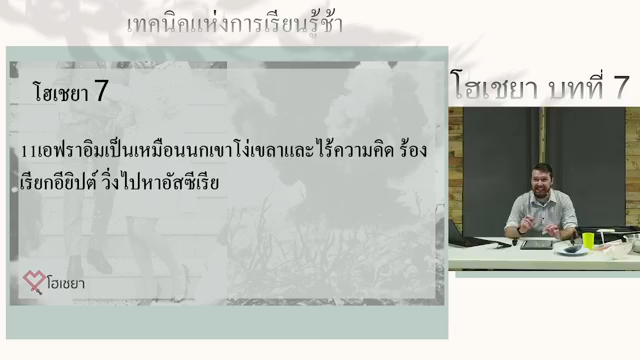 เทคนิคแห่งการเรียนรู้ช้า
โฮเชยา บทที่ 7
โฮเชยา 7
11เอฟราอิมเป็นเหมือนนกเขาโง่เขลาและไร้ความคิด ร้อง
เรียกอียิปต์ วิ่งไปหาอัสซีเรีย
โฮเชยา